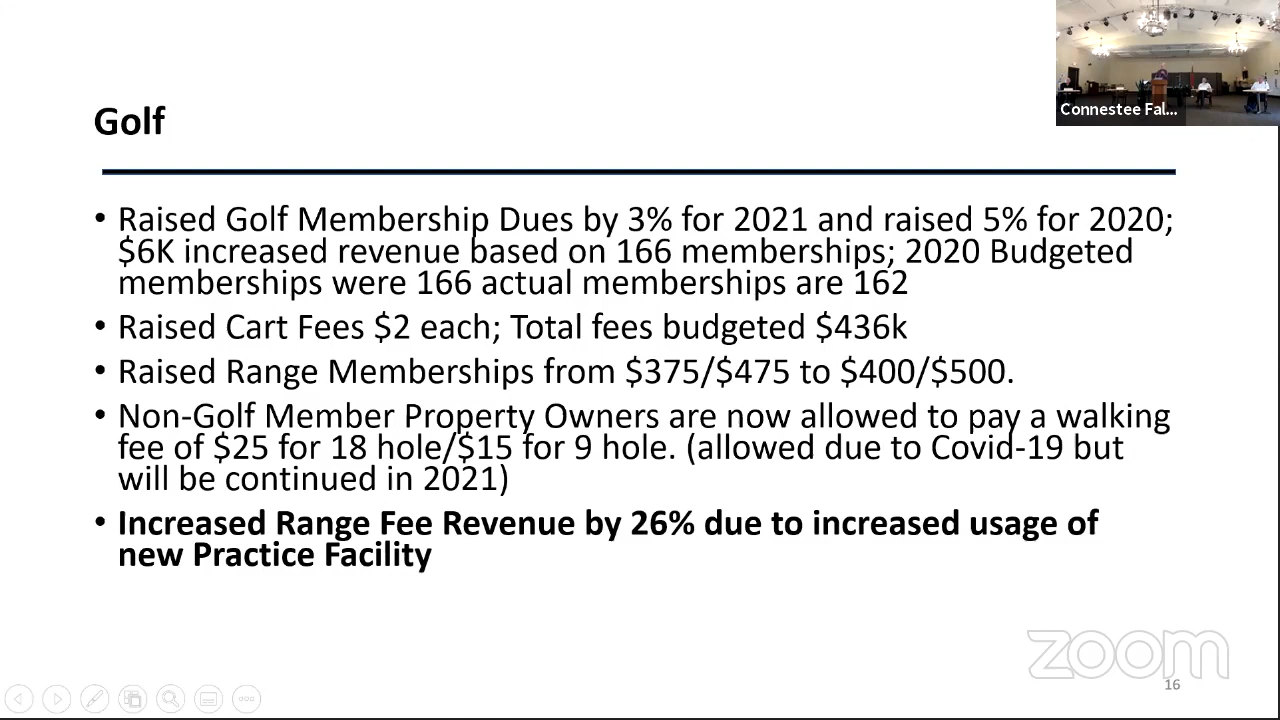 Connestee Fal...
Golf
• Raised Golf Membership Dues by 3% for 2021 and raised 5% for 2020;
$6K increased revenue based on 166 memberships; 2020 Budgeted
memberships were 166 actual memberships are 162
• Raised Cart Fees $2 each; Total fees budgeted $436k
• Raised Range Memberships from $375/$475 to $400/$500.
• Non-Golf Member Property Owners are now allowed to pay a walking
fee of $25 for 18 hole/$15 for 9 hole. (allowed due to Covid-19 but
will be continued in 2021)
• Increased Range Fee Revenue by 26% due to increased usage of
new Practice Facility
zoom
16